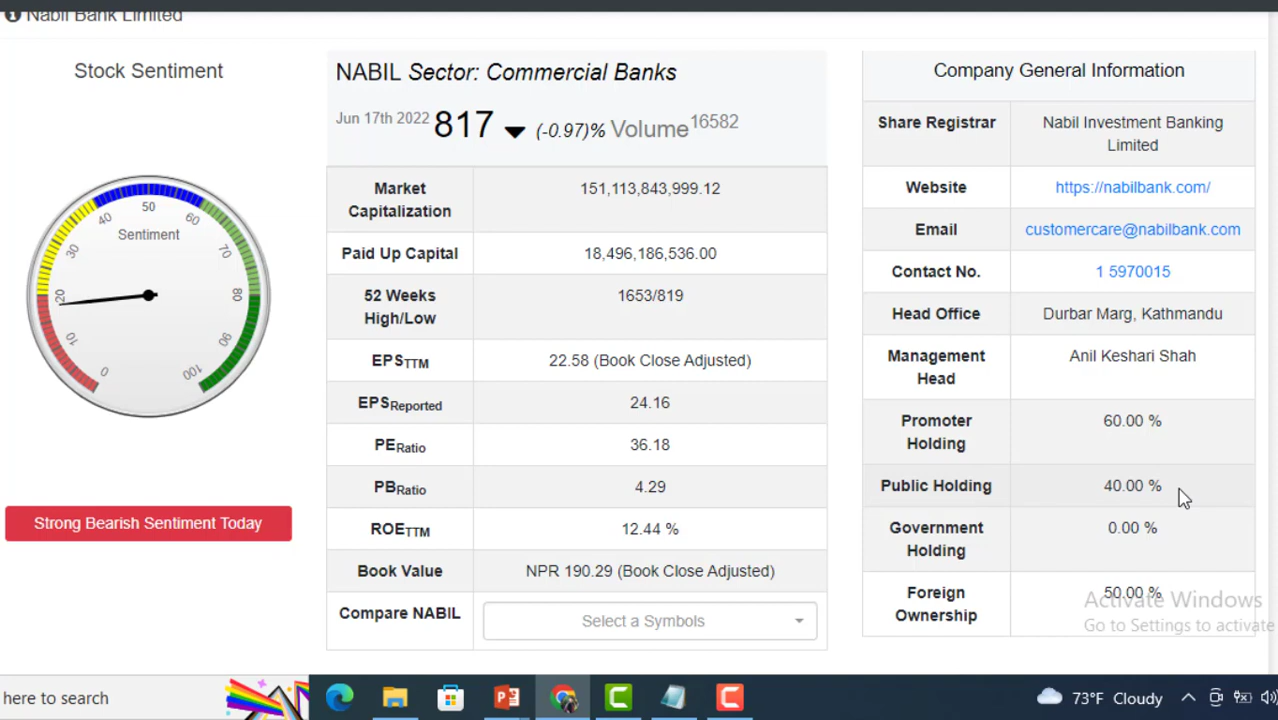 Nabil Bank Limited
Stock Sentiment
0
10
20
30
40
50
60
70
80
90
100
Sentiment
Strong Bearish Sentiment Today
NABIL Sector: Commercial Banks
Jun 17th 2022 817 (-0.97)% Volume 16582
Market Capitalization 151,113,843,999.12
Paid Up Capital 18,496,186,536.00
52 Weeks High/Low 1653/819
EPSTTM 22.58 (Book Close Adjusted)
EPSReported 24.16
PERatio 36.18
PBRatio 4.29
ROETTM 12.44 %
Book Value NPR 190.29 (Book Close Adjusted)
Compare NABIL Select a Symbols
Company General Information
Share Registrar Nabil Investment Banking Limited
Website https://nabilbank.com/
Email customercare@nabilbank.com
Contact No. 1 5970015
Head Office Durbar Marg, Kathmandu
Management Head Anil Keshari Shah
Promoter Holding 60.00 %
Public Holding 40.00 %
Government Holding 0.00 %
Foreign Ownership 50.00 %
Activate Windows
Go to Settings to activate
here to search
73°F Cloudy